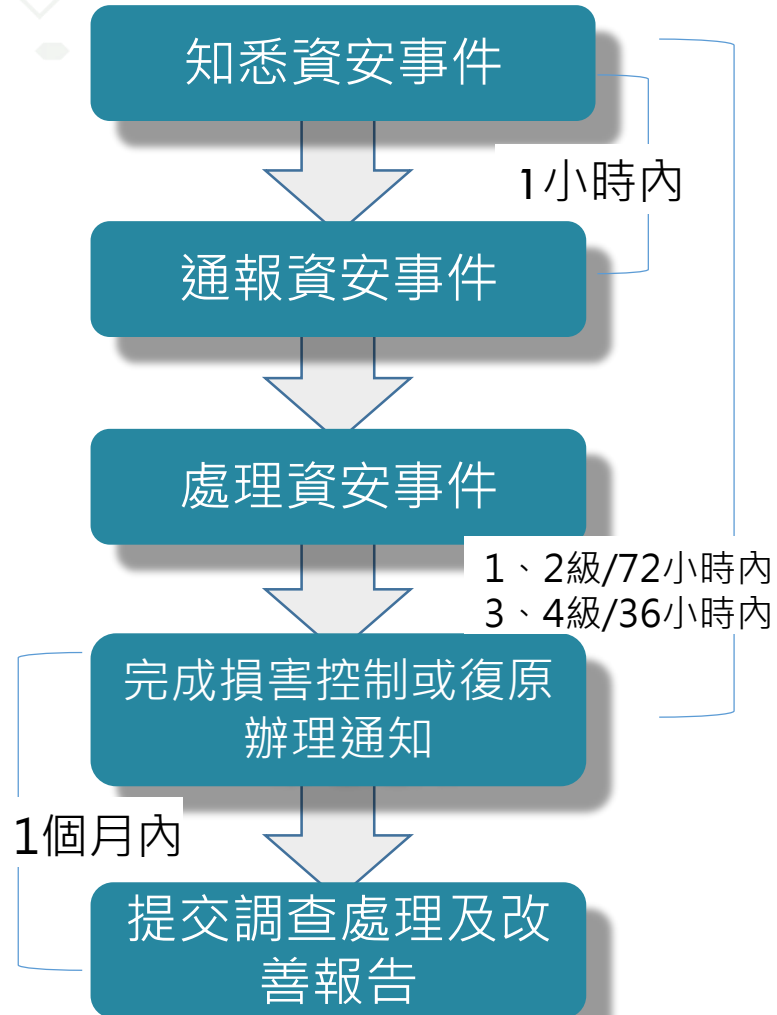 知悉資安事件
1小時內
通報資安事件
處理資安事件
1、2級/72小時內
3、4級/36小時內
完成損害控制或復原
辦理通知
1個月內
提交調查處理及改
善報告